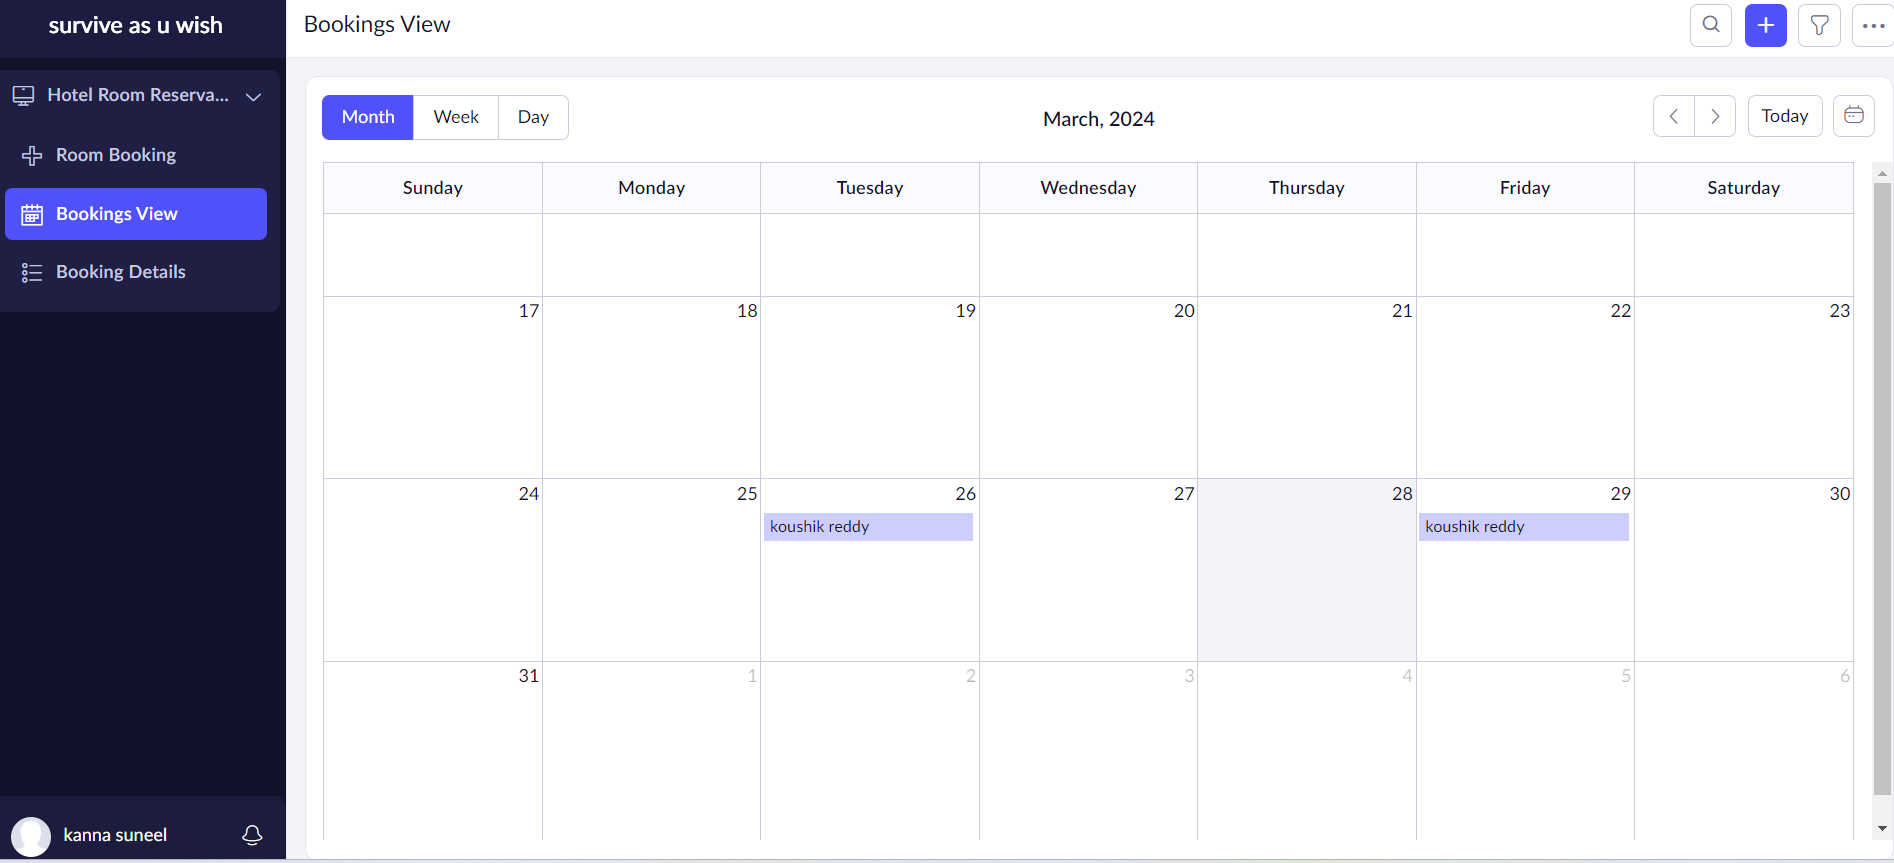 survive as u wish
Hotel Room Reserva...
Room Booking
Bookings View
Booking Details
kanna suneel
Bookings View
Month Week Day
March, 2024
Today
Sunday Monday Tuesday Wednesday Thursday Friday Saturday
17 18 19 20 21 22 23
24 25 26 27 28 29 30
koushik reddy koushik reddy
31 1 2 3 4 5 6